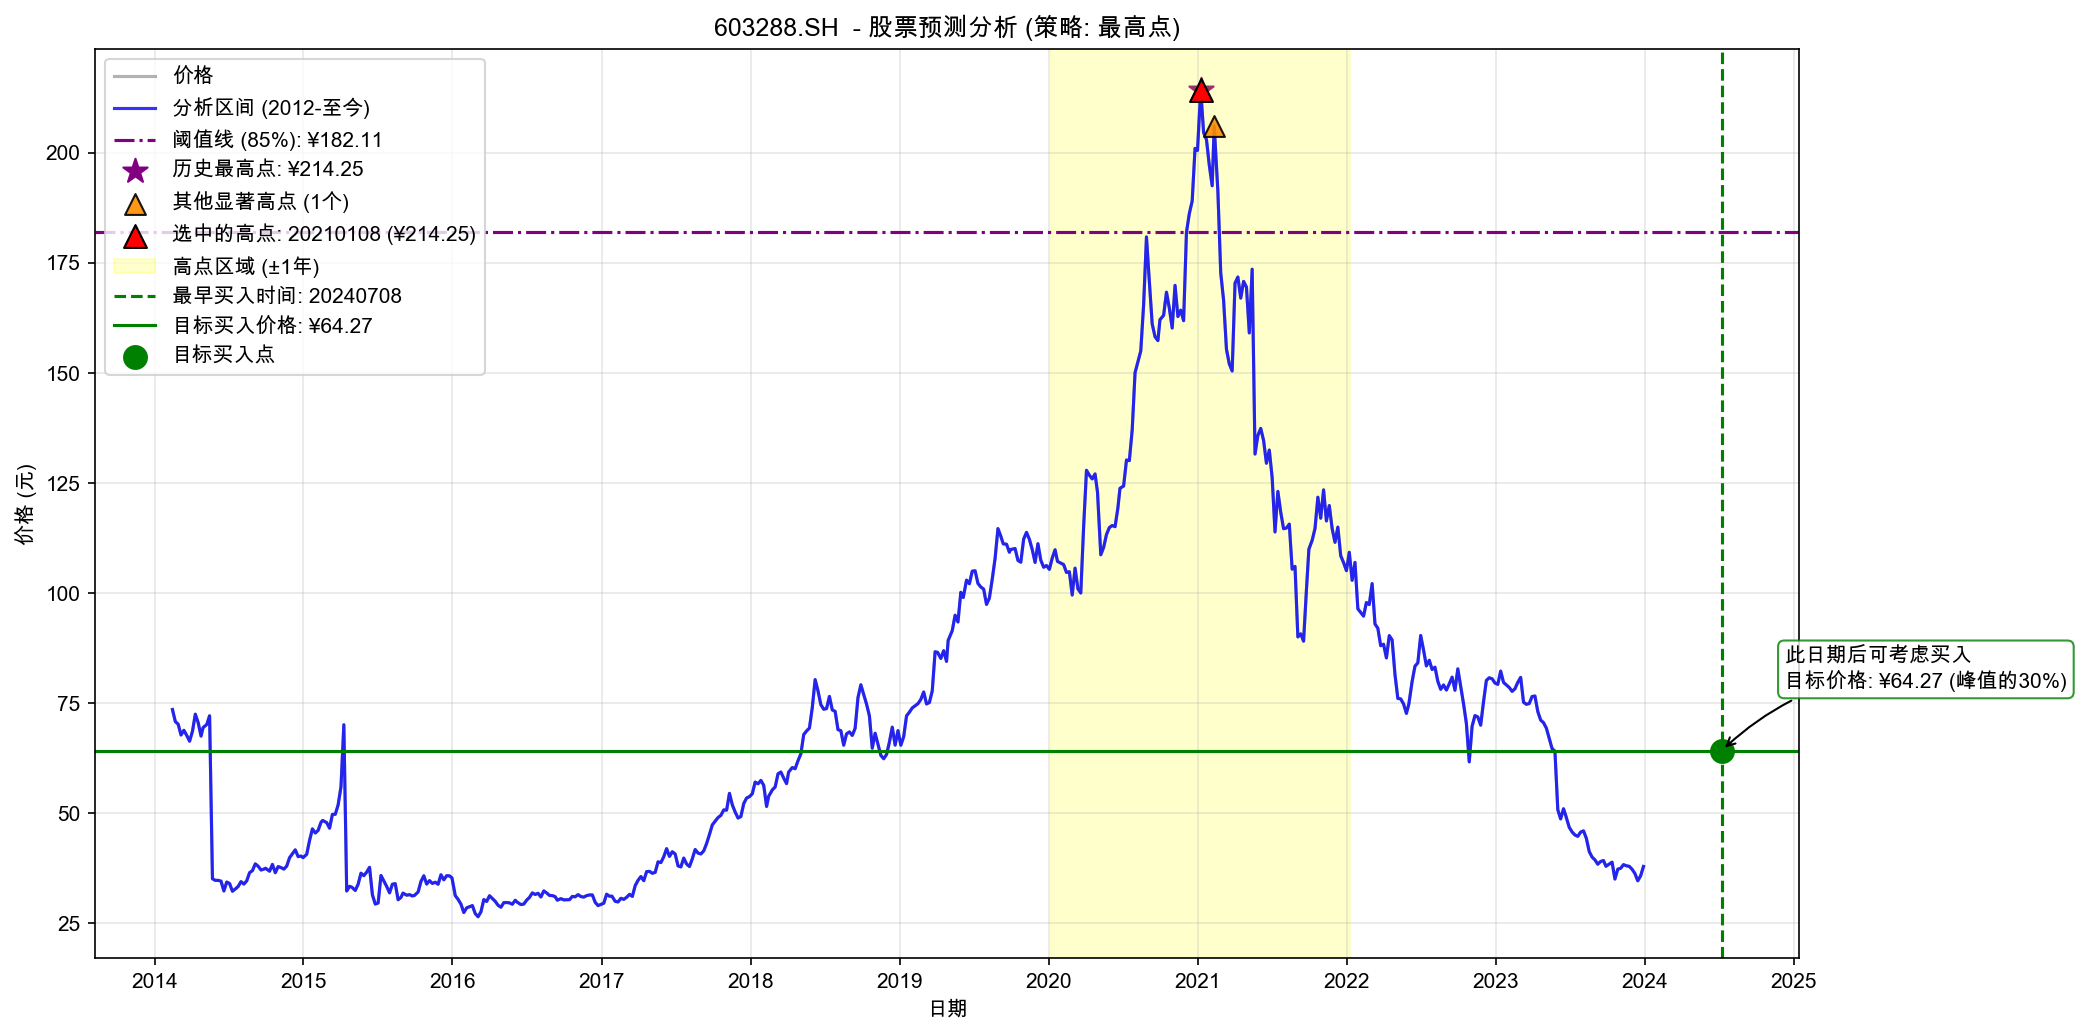 603288.SH - 股票预测分析 (策略: 最高点)
价格
分析区间 (2012-至今)
阈值线 (85%): ¥182.11
历史最高点: ¥214.25
其他显著高点 (1个)
选中的高点: 20210108 (¥214.25)
高点区域 (±1年)
最早买入时间: 20240708
目标买入价格: ¥64.27
目标买入点
价格 (元)
200
175
150
125
100
75
50
25
此日期后可考虑买入
目标价格: ¥64.27 (峰值的30%)
2014
2015
2016
2017
2018
2019
2020
2021
2022
2023
2024
2025
日期